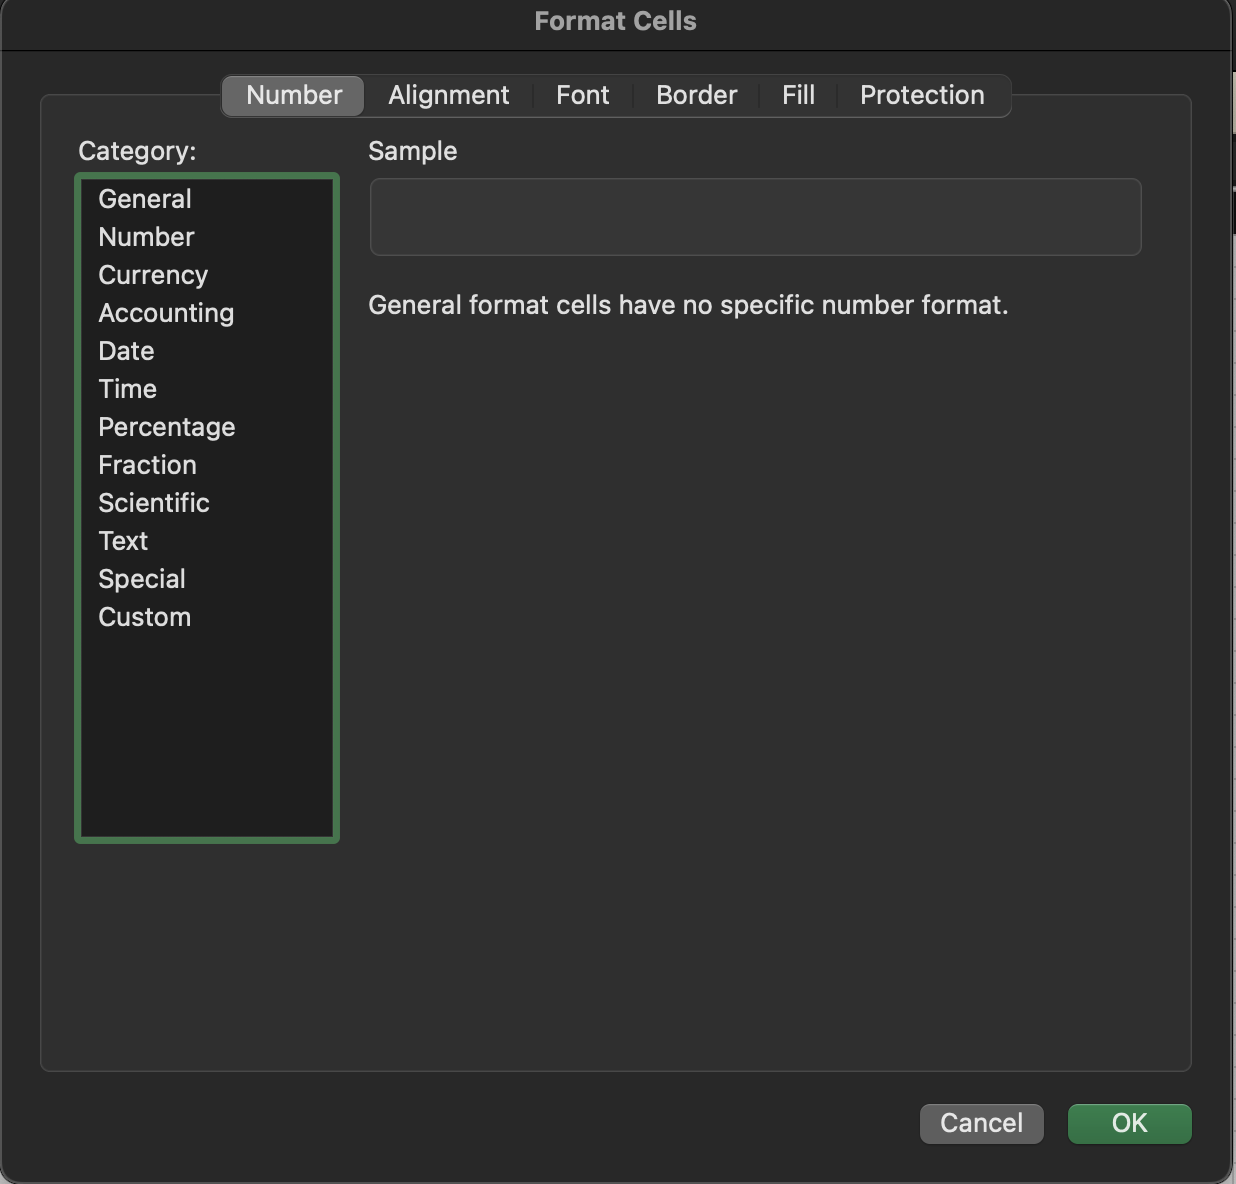 Format Cells
Number Alignment Font Border Fill Protection
Category:
General
Number
Currency
Accounting
Date
Time
Percentage
Fraction
Scientific
Text
Special
Custom
Sample
General format cells have no specific number format.
Cancel OK